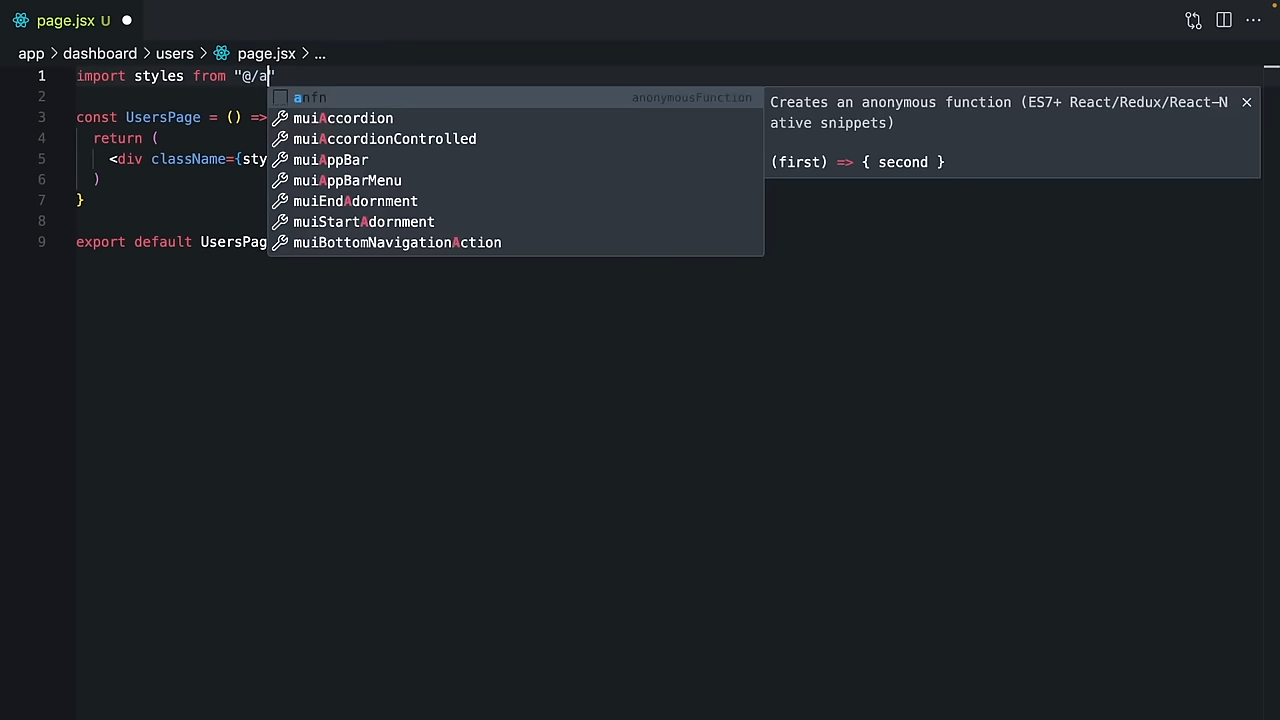 page.jsx U
app > dashboard > users > page.jsx > ...
1 import styles from "@/a"
2
3 const UsersPage = () =>
4 return (
5 <div className={sty
6 )
7 }
8
9 export default UsersPag
anfn anonymousFunction
muiAccordion
muiAccordionControlled
muiAppBar
muiAppBarMenu
muiEndAdornment
muiStartAdornment
muiBottomNavigationAction
Creates an anonymous function (ES7+ React/Redux/React-N
ative snippets)
(first) => { second }